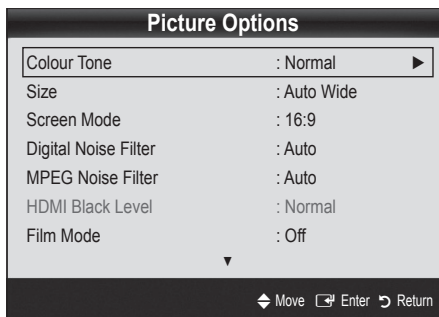 Picture Options
Colour Tone : Normal ▶
Size : Auto Wide
Screen Mode : 16:9
Digital Noise Filter : Auto
MPEG Noise Filter : Auto
HDMI Black Level : Normal
Film Mode : Off
▼
Move Enter Return